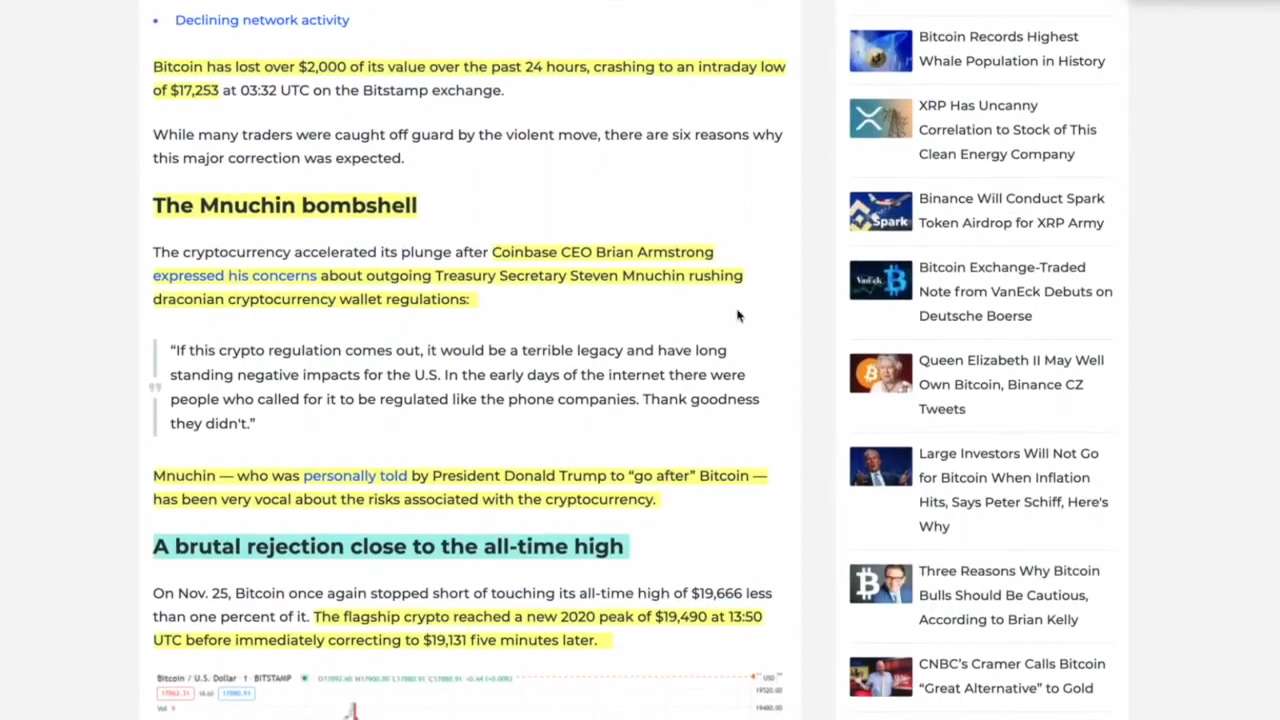 Declining network activity
Bitcoin has lost over $2,000 of its value over the past 24 hours, crashing to an intraday low
of $17,253 at 03:32 UTC on the Bitstamp exchange.
While many traders were caught off guard by the violent move, there are six reasons why
this major correction was expected.
The Mnuchin bombshell
The cryptocurrency accelerated its plunge after Coinbase CEO Brian Armstrong
expressed his concerns about outgoing Treasury Secretary Steven Mnuchin rushing
draconian cryptocurrency wallet regulations:
“If this crypto regulation comes out, it would be a terrible legacy and have long
standing negative impacts for the U.S. In the early days of the internet there were
people who called for it to be regulated like the phone companies. Thank goodness
they didn't.”
Mnuchin — who was personally told by President Donald Trump to “go after” Bitcoin —
has been very vocal about the risks associated with the cryptocurrency.
A brutal rejection close to the all-time high
On Nov. 25, Bitcoin once again stopped short of touching its all-time high of $19,666 less
than one percent of it. The flagship crypto reached a new 2020 peak of $19,490 at 13:50
UTC before immediately correcting to $19,131 five minutes later.
Bitcoin / U.S. Dollar · 1 · BITSTAMP
USD
17862.31 18.60 17880.91
19520.00
Vol
19480.00
Bitcoin Records Highest
Whale Population in History
XRP Has Uncanny
Correlation to Stock of This
Clean Energy Company
Spark
Binance Will Conduct Spark
Token Airdrop for XRP Army
VanEck
Bitcoin Exchange-Traded
Note from VanEck Debuts on
Deutsche Boerse
Queen Elizabeth II May Well
Own Bitcoin, Binance CZ
Tweets
Large Investors Will Not Go
for Bitcoin When Inflation
Hits, Says Peter Schiff, Here's
Why
Three Reasons Why Bitcoin
Bulls Should Be Cautious,
According to Brian Kelly
CNBC’s Cramer Calls Bitcoin
“Great Alternative” to Gold